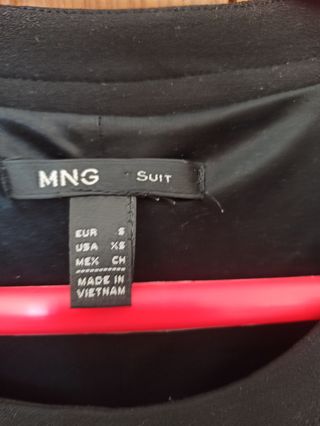 MNG SUIT
EUR S
USA XS
MEX CH
MADE IN
VIETNAM